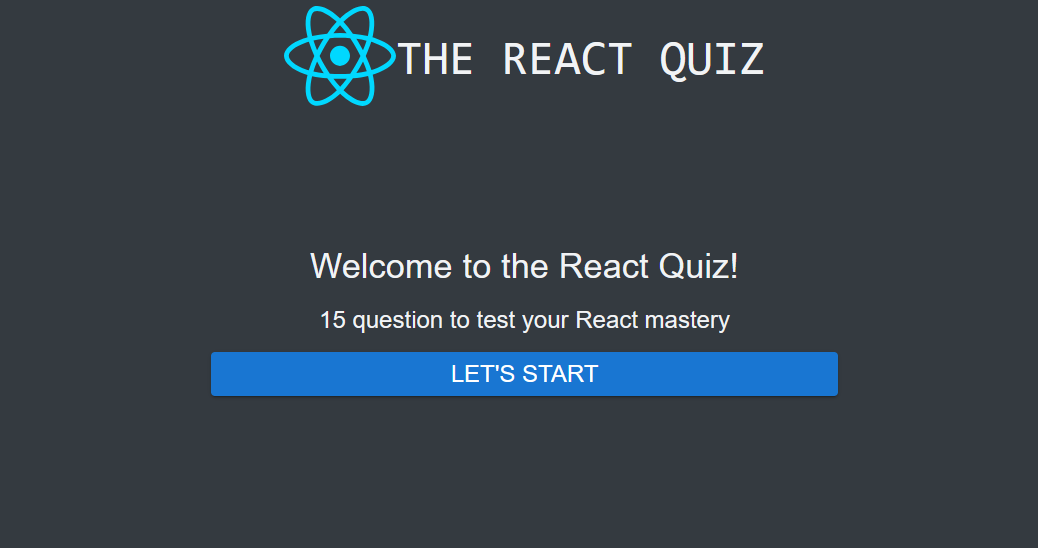 THE REACT QUIZ
Welcome to the React Quiz!
15 question to test your React mastery
LET'S START